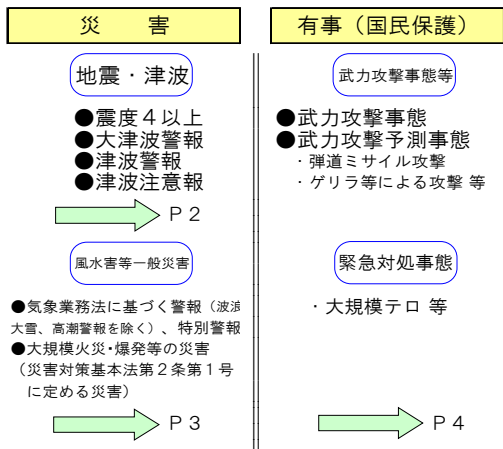 災　害
地震・津波
●震度４以上
●大津波警報
●津波警報
●津波注意報
Ｐ２
風水害等一般災害
●気象業務法に基づく警報（波浪
大雪、高潮警報を除く）、特別警報
●大規模火災・爆発等の災害
（災害対策基本法第２条第１号
に定める災害）
Ｐ３
有事（国民保護）
武力攻撃事態等
●武力攻撃事態
●武力攻撃予測事態
・弾道ミサイル攻撃
・ゲリラ等による攻撃 等
緊急対処事態
・大規模テロ 等
Ｐ４